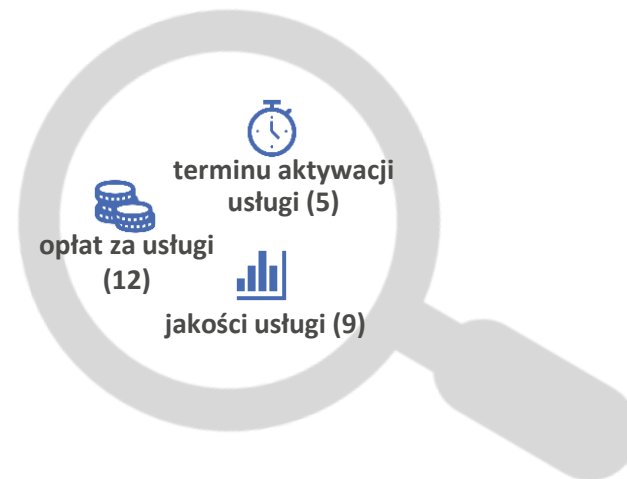 terminu aktywacji
usługi (5)
opłat za usługi
(12)
jakości usługi (9)